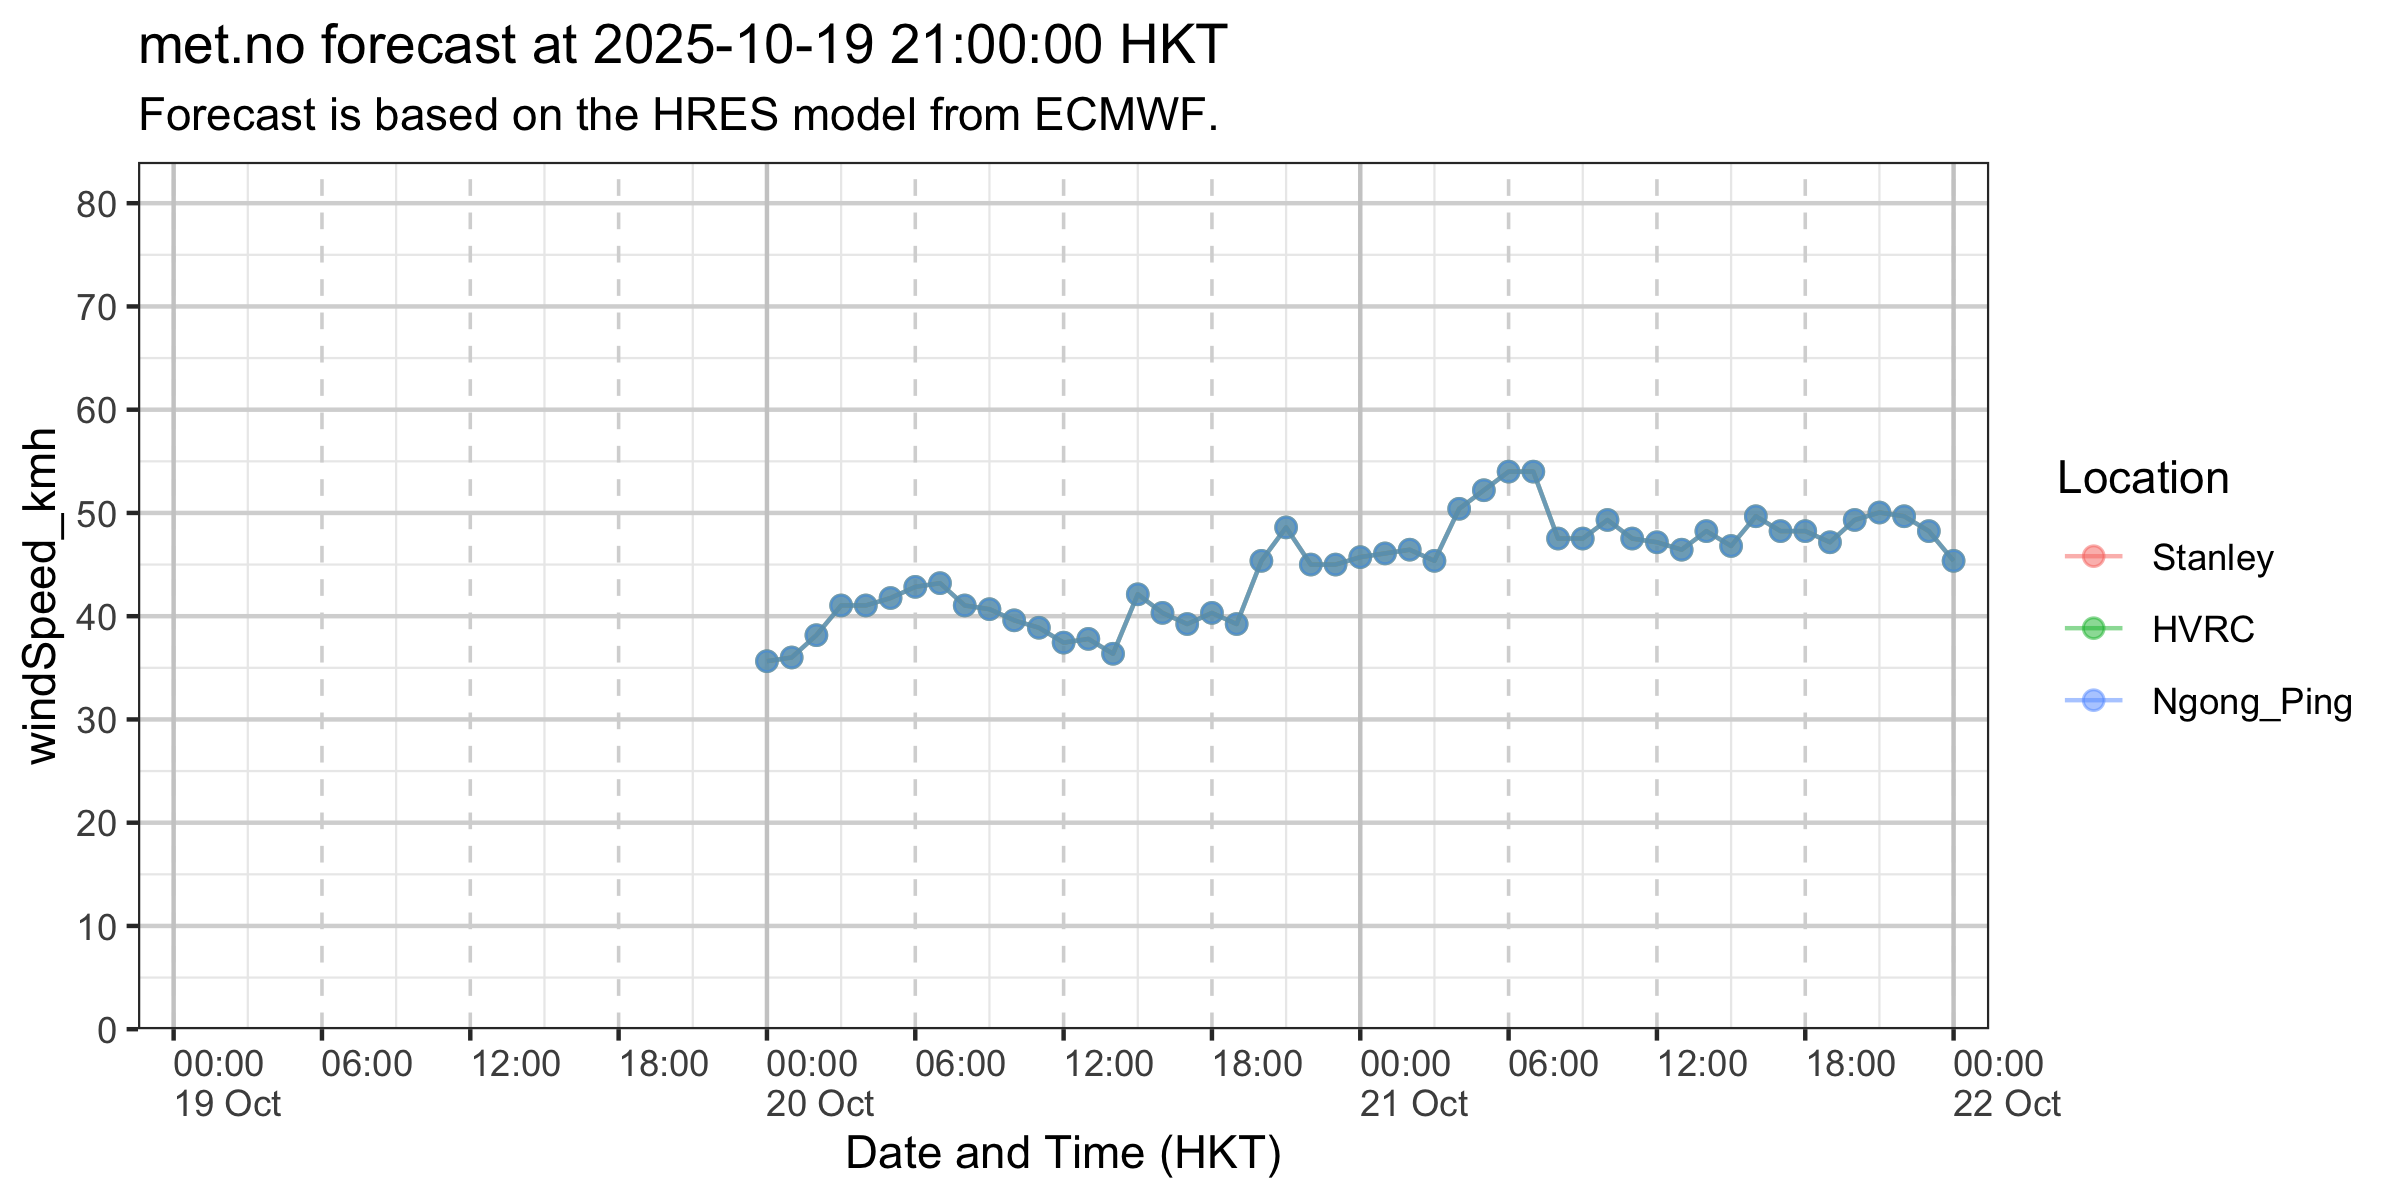 met.no forecast at 2025-10-19 21:00:00 HKT
Forecast is based on the HRES model from ECMWF.
windSpeed_kmh
80
70
60
50
40
30
20
10
0
00:00 06:00 12:00 18:00 00:00 06:00 12:00 18:00 00:00 06:00 12:00 18:00 00:00
19 Oct 20 Oct 21 Oct 22 Oct
Date and Time (HKT)
Location
Stanley
HVRC
Ngong_Ping